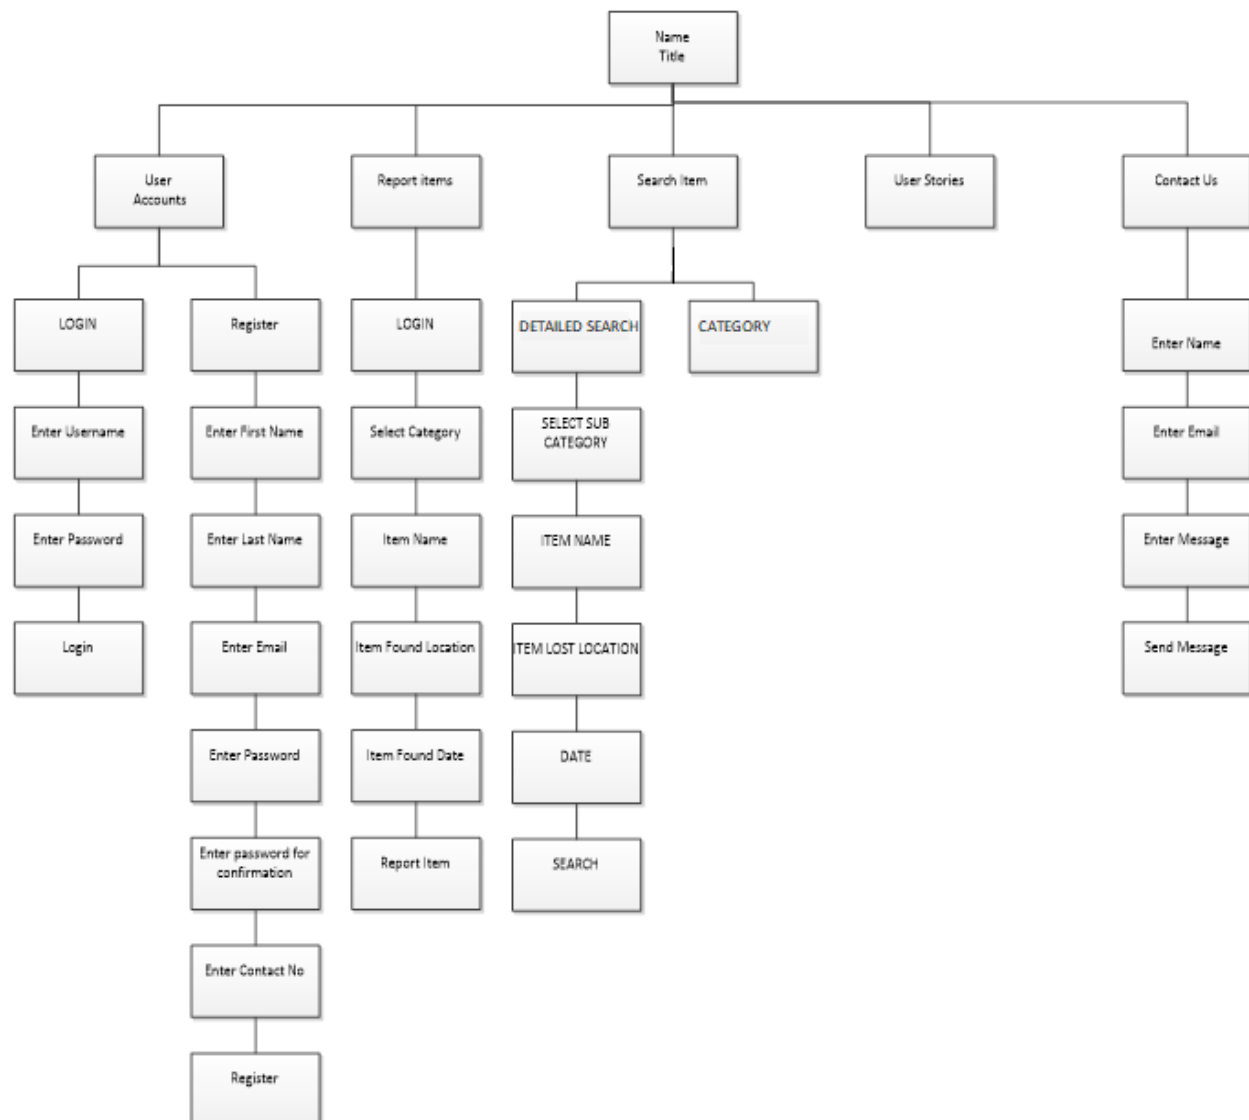 Name
Title
User
Accounts
Report items
Search Item
User Stories
Contact Us
LOGIN
Register
LOGIN
DETAILED SEARCH
CATEGORY
Enter Name
Enter Username
Enter First Name
Select Category
SELECT SUB
CATEGORY
Enter Email
Enter Password
Enter Last Name
Item Name
ITEM NAME
Enter Message
Login
Enter Email
Item Found Location
ITEM LOST LOCATION
Send Message
Enter Password
Item Found Date
DATE
Enter password for
confirmation
Report Item
SEARCH
Enter Contact No
Register